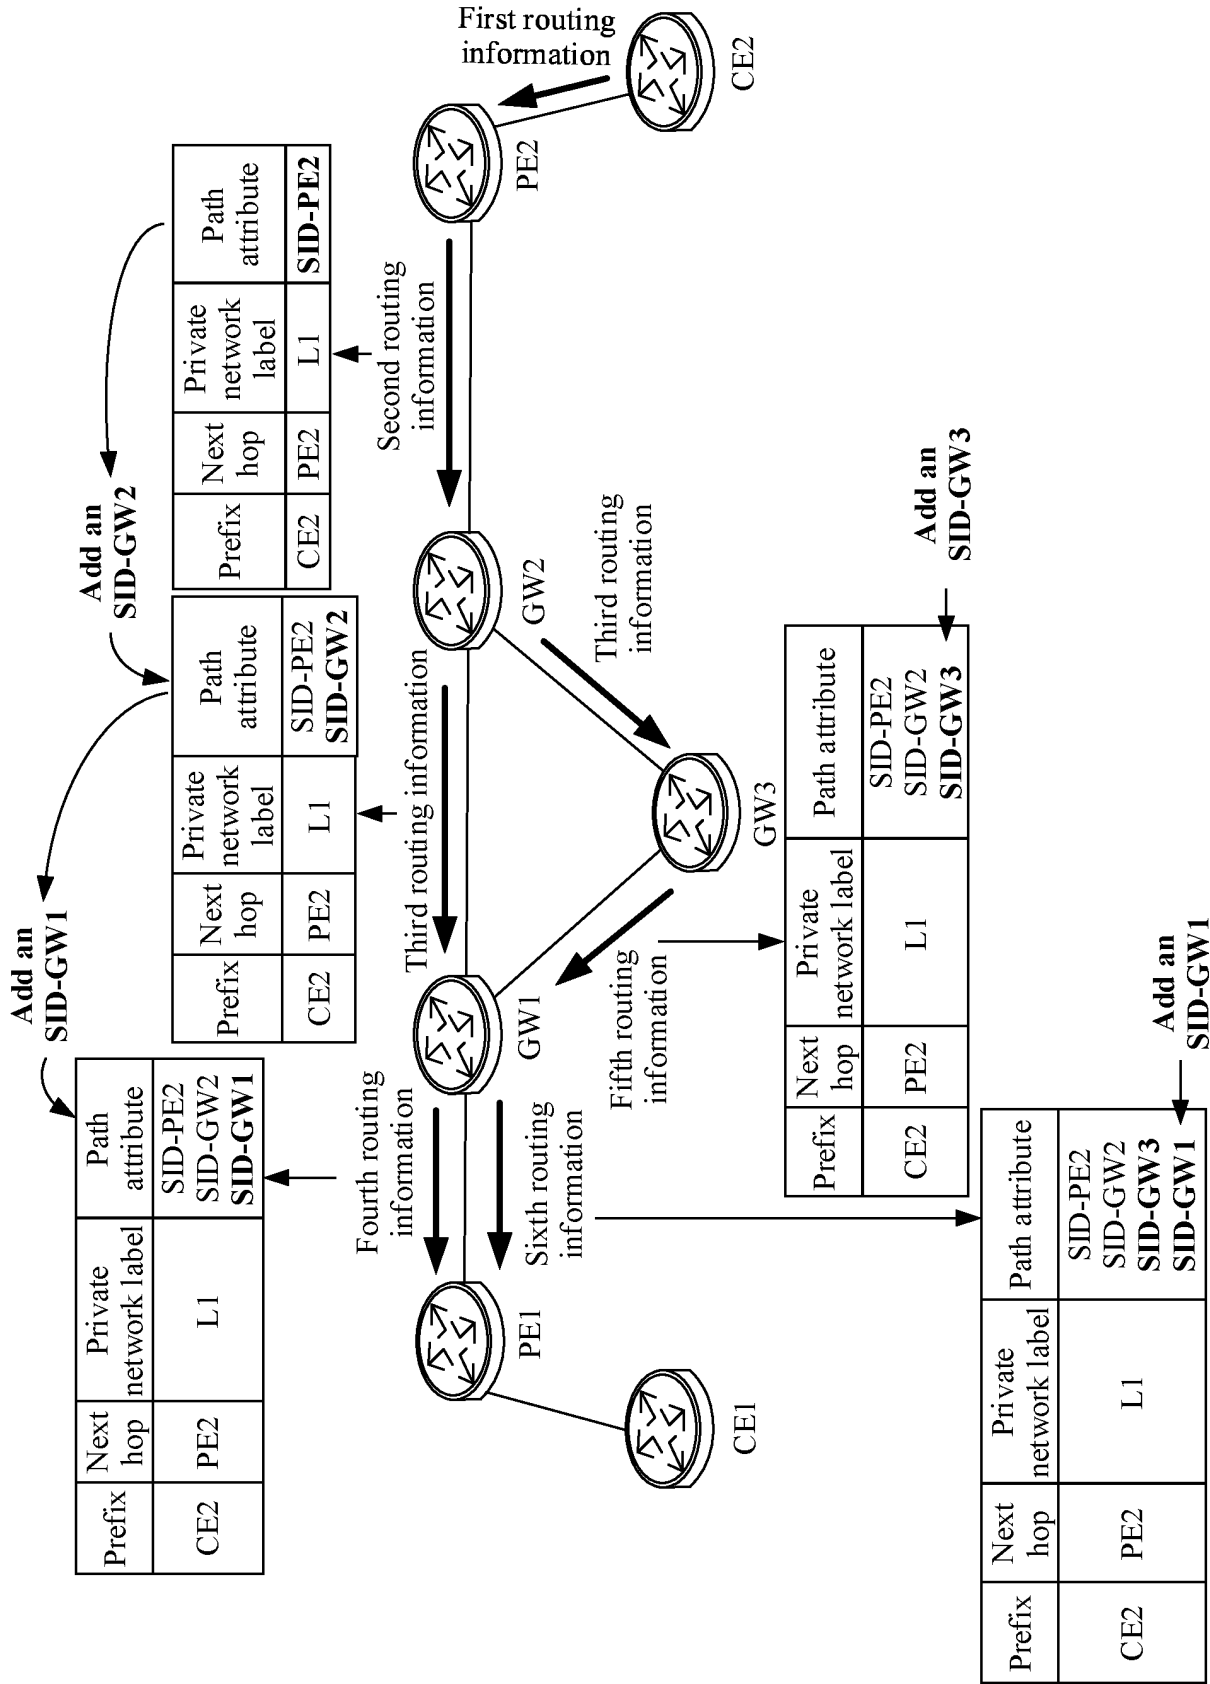 Add an
SID-GW1
Add an
SID-GW2
Prefix
Next
hop
Private
network label
Path
attribute
CE2
PE2
L1
SID-PE2
SID-GW2
SID-GW1
Prefix
Next
hop
Private
network
label
Path
attribute
CE2
PE2
L1
SID-PE2
SID-GW2
Prefix
Next
hop
Private
network
label
Path
attribute
CE2
PE2
L1
SID-PE2
Fourth routing
information
Third routing information
Second routing
information
First routing
information
PE1
GW1
GW2
PE2
Sixth routing
information
Fifth routing
information
Third routing
information
CE1
GW3
CE2
Prefix
Next
hop
Private
network label
Path attribute
CE2
PE2
L1
SID-PE2
SID-GW2
SID-GW3
Add an
SID-GW3
Prefix
Next
hop
Private
network label
Path attribute
CE2
PE2
L1
SID-PE2
SID-GW2
SID-GW3
SID-GW1
Add an
SID-GW1